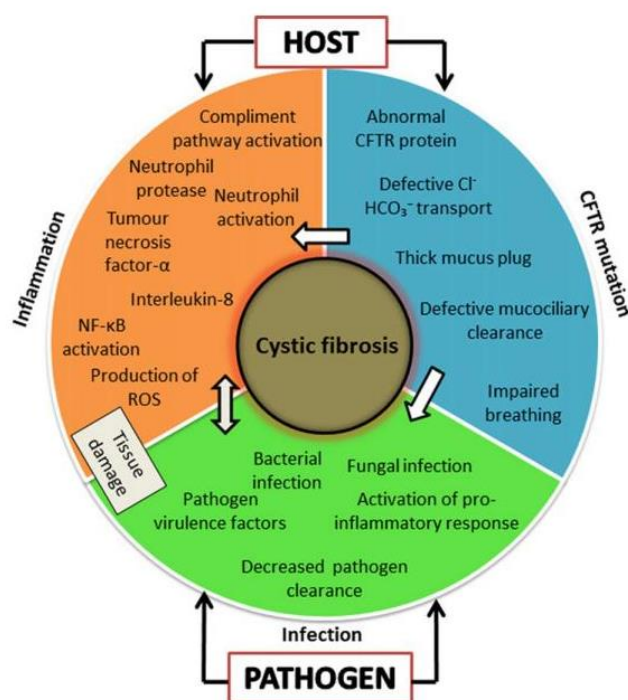 HOST
Compliment
pathway activation
Neutrophil
protease
Neutrophil
activation
Tumour
necrosis
factor-α
Interleukin-8
NF-κB
activation
Production of
ROS
Inflammation
Abnormal
CFTR protein
Defective Cl⁻
HCO₃⁻ transport
Thick mucus plug
Defective mucociliary
clearance
Impaired
breathing
CFTR mutation
Cystic fibrosis
Tissue
damage
Bacterial
infection
Fungal infection
Pathogen
virulence factors
Activation of pro-
inflammatory response
Decreased pathogen
clearance
Infection
PATHOGEN